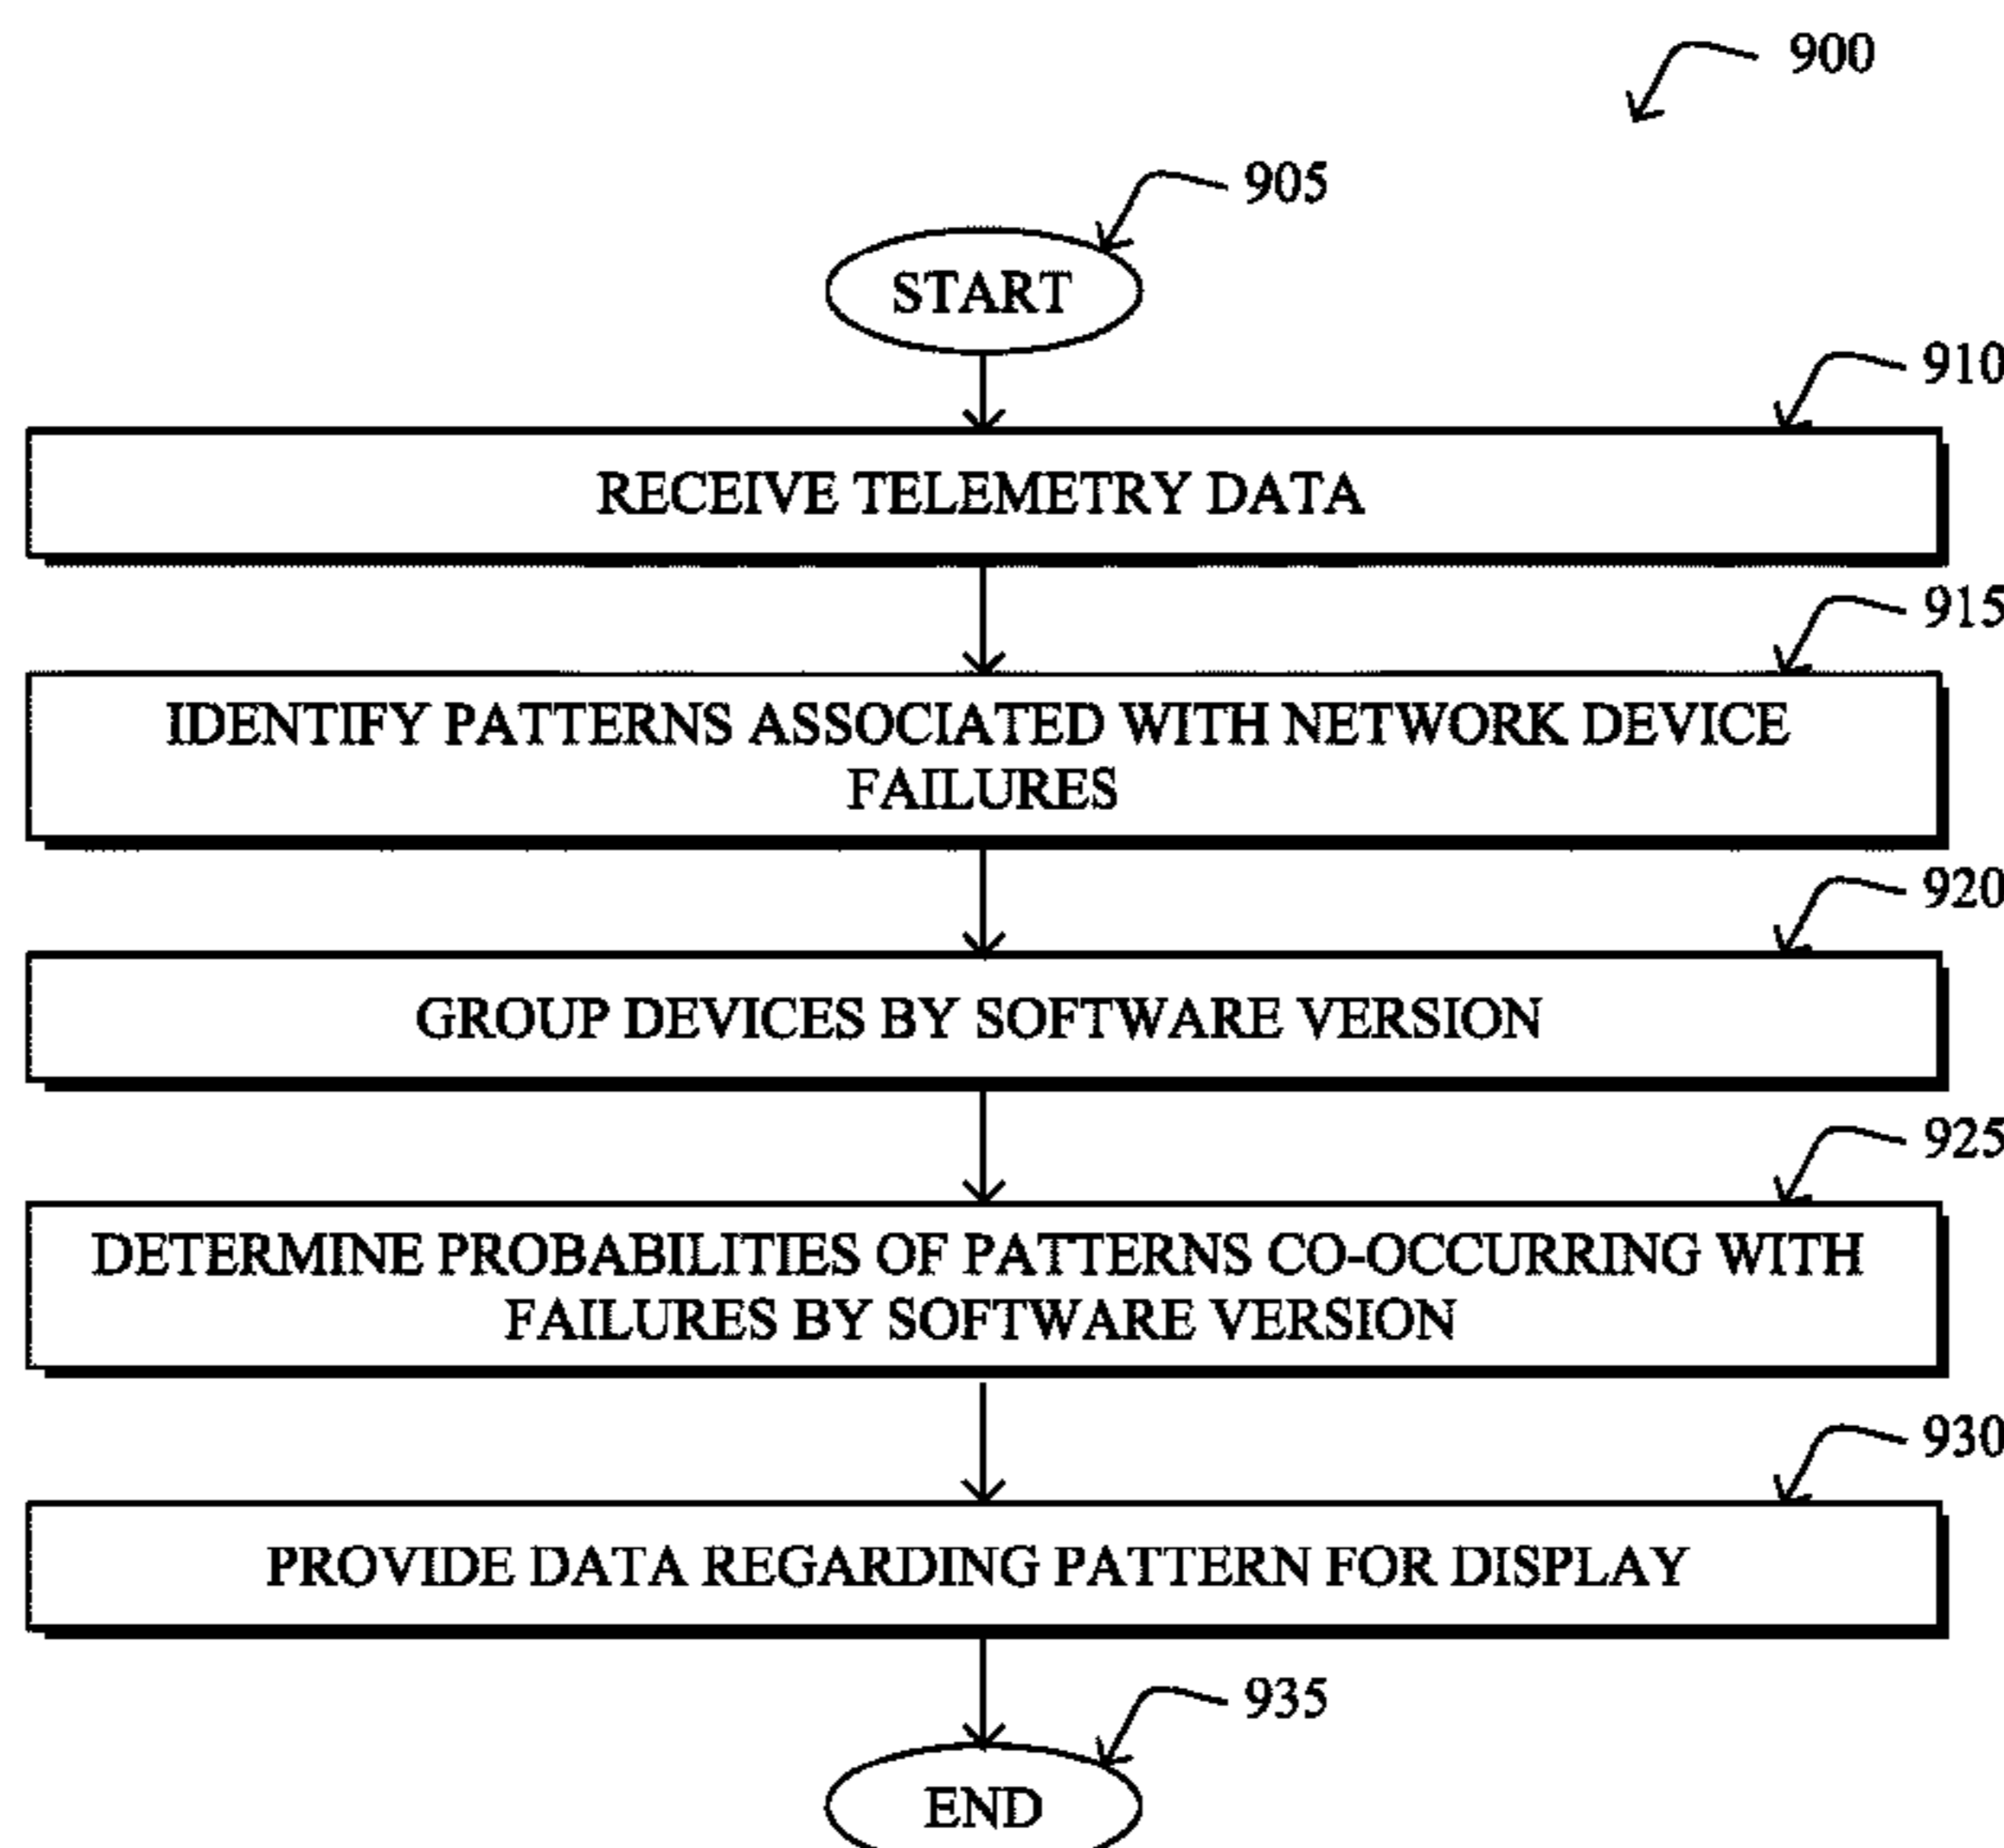 900
905
START
910
RECEIVE TELEMETRY DATA
915
IDENTIFY PATTERNS ASSOCIATED WITH NETWORK DEVICE
FAILURES
920
GROUP DEVICES BY SOFTWARE VERSION
925
DETERMINE PROBABILITIES OF PATTERNS CO-OCCURRING WITH
FAILURES BY SOFTWARE VERSION
930
PROVIDE DATA REGARDING PATTERN FOR DISPLAY
935
END